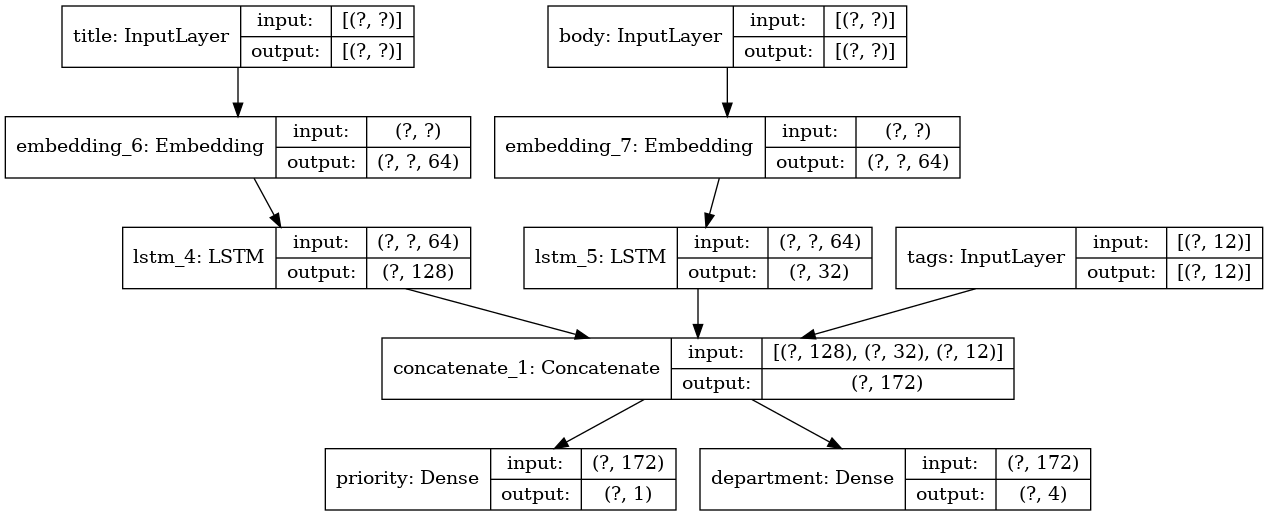 title: InputLayer
input:
[(?, ?)]
output:
[(?, ?)]
body: InputLayer
input:
[(?, ?)]
output:
[(?, ?)]
embedding_6: Embedding
input:
(?, ?)
output:
(?, ?, 64)
embedding_7: Embedding
input:
(?, ?)
output:
(?, ?, 64)
lstm_4: LSTM
input:
(?, ?, 64)
output:
(?, 128)
lstm_5: LSTM
input:
(?, ?, 64)
output:
(?, 32)
tags: InputLayer
input:
[(?, 12)]
output:
[(?, 12)]
concatenate_1: Concatenate
input:
[(?, 128), (?, 32), (?, 12)]
output:
(?, 172)
priority: Dense
input:
(?, 172)
output:
(?, 1)
department: Dense
input:
(?, 172)
output:
(?, 4)